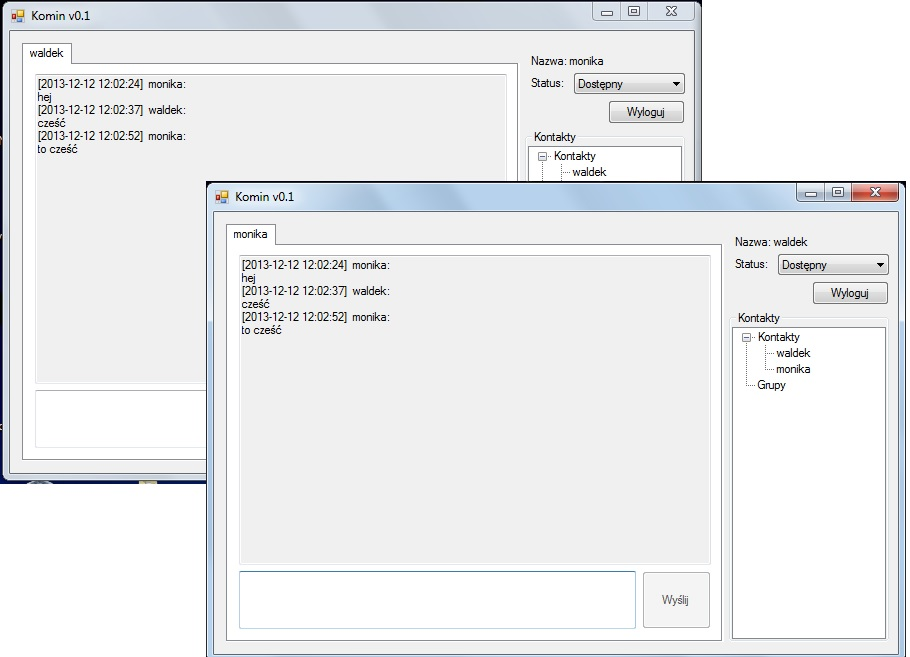 Komin v0.1
waldek
[2013-12-12 12:02:24] monika:
hej
[2013-12-12 12:02:37] waldek:
cześć
[2013-12-12 12:02:52] monika:
to cześć
Nazwa: monika
Status: Dostępny
Wyloguj
Kontakty
Kontakty
waldek
Komin v0.1
monika
[2013-12-12 12:02:24] monika:
hej
[2013-12-12 12:02:37] waldek:
cześć
[2013-12-12 12:02:52] monika:
to cześć
Wyślij
Nazwa: waldek
Status: Dostępny
Wyloguj
Kontakty
Kontakty
waldek
monika
Grupy